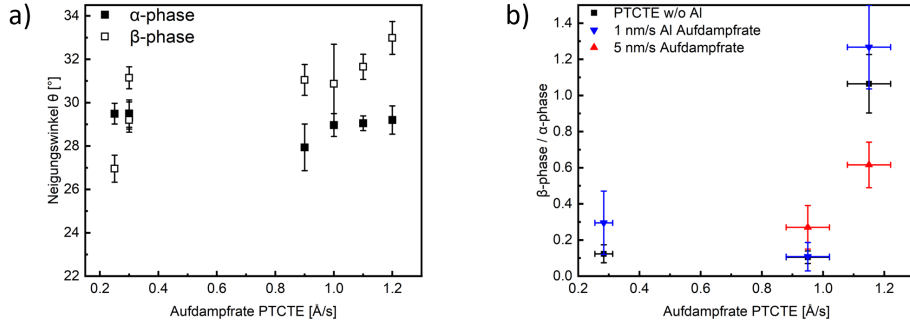 a)
α-phase
β-phase
Neigungswinkel θ [°]
34
32
30
28
26
24
22
0.2 0.4 0.6 0.8 1.0 1.2
Aufdampfrate PTCTE [Å/s]
b)
PTCTE w/o Al
1 nm/s Al Aufdampfrate
5 nm/s Aufdampfrate
β-phase / α-phase
1.4
1.2
1.0
0.8
0.6
0.4
0.2
0.0
0.2 0.4 0.6 0.8 1.0 1.2
Aufdampfrate PTCTE [Å/s]